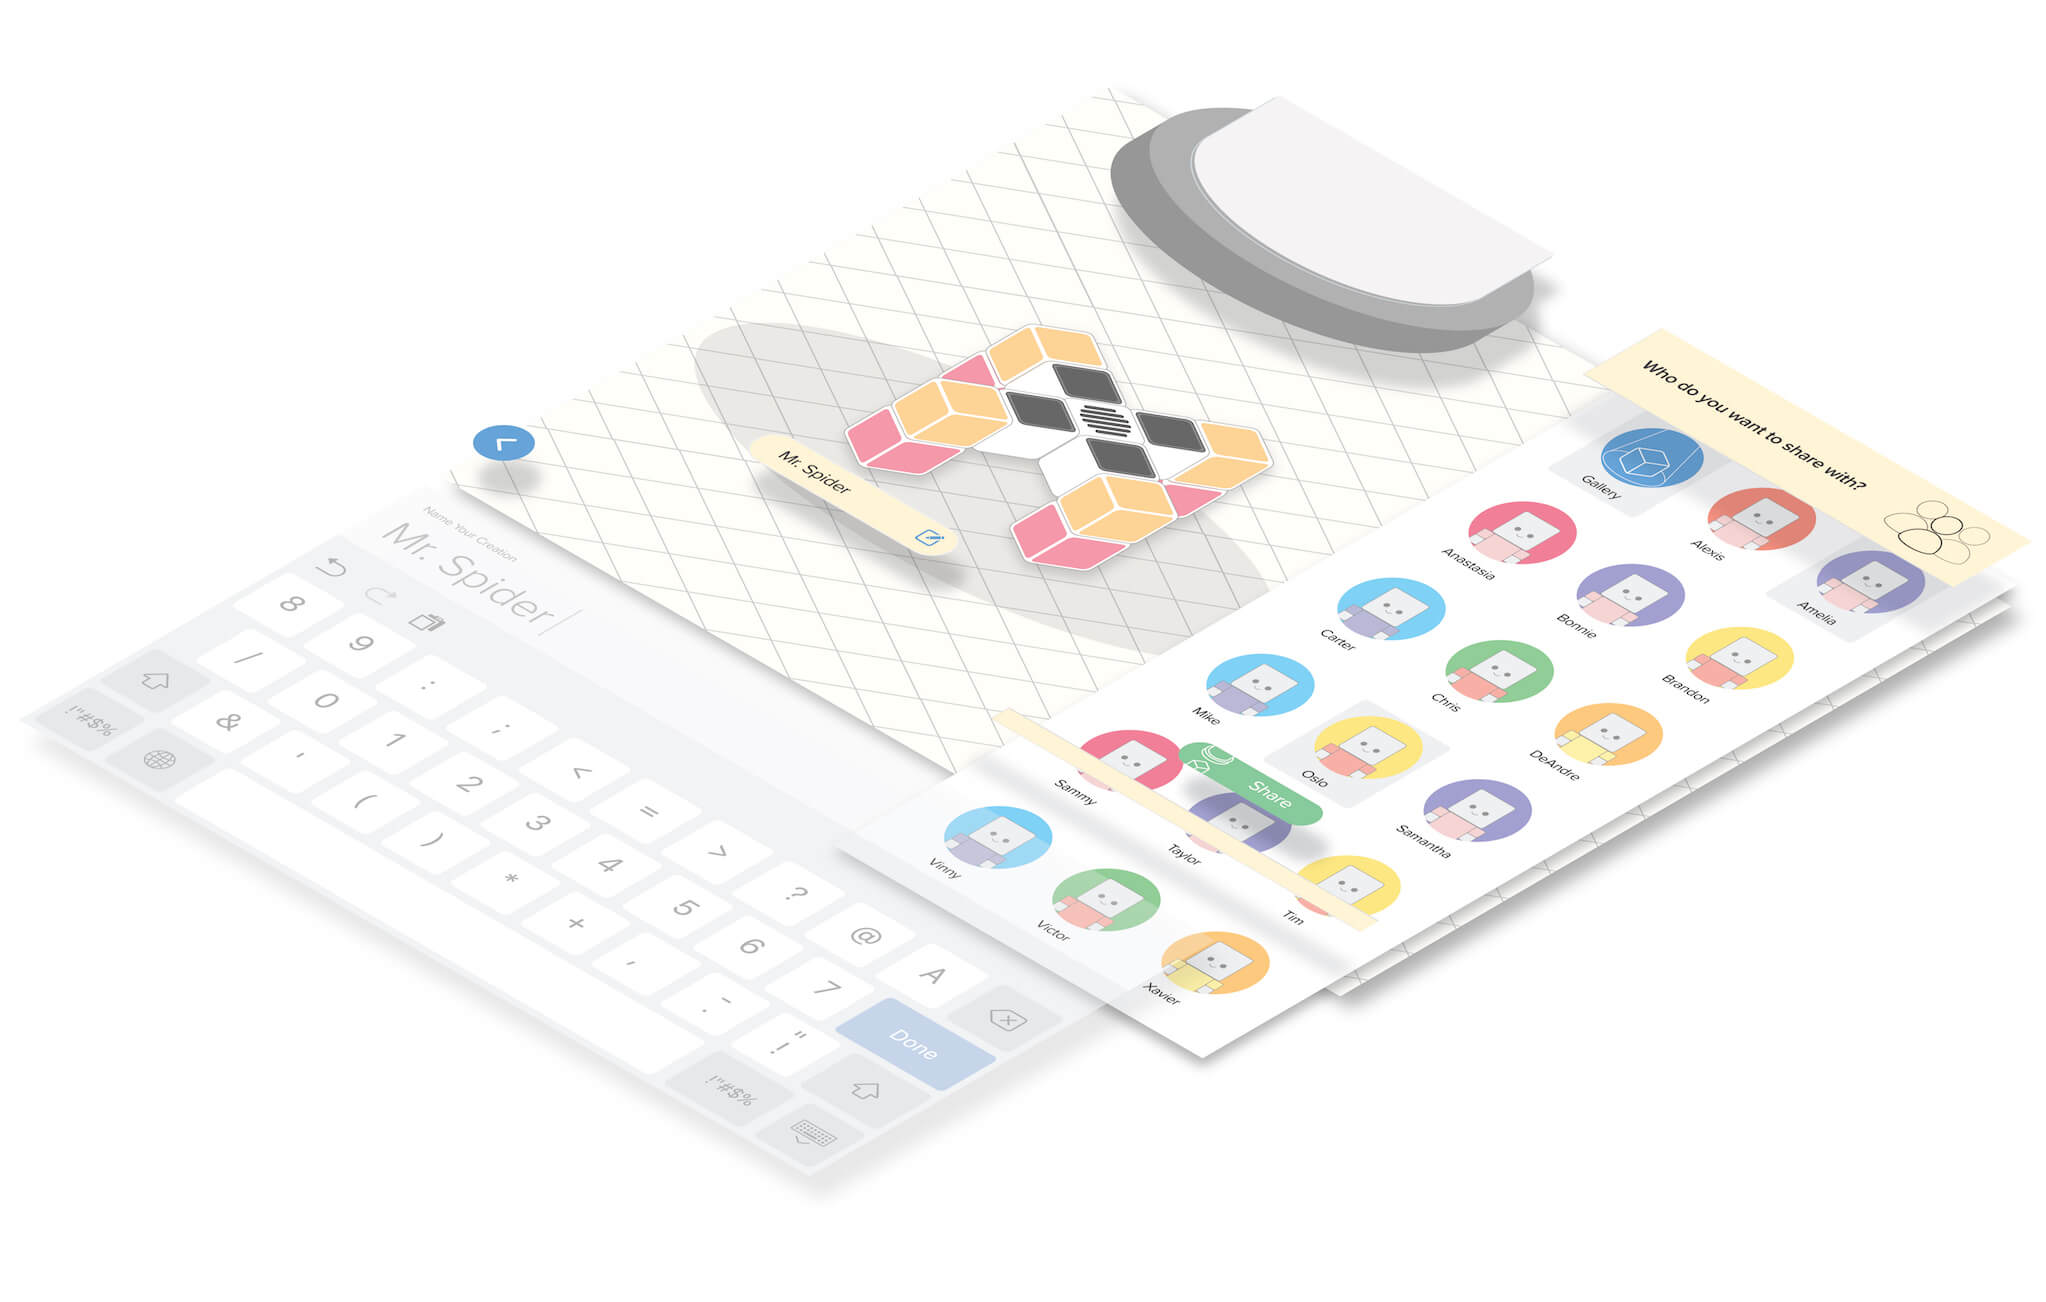 Who do you want to share with?
Gallery
Alexis
Amelia
Anastasia
Bonnie
Brandon
Carter
Chris
DeAndre
Mike
Oslo
Samantha
Sammy
Taylor
Tim
Vinny
Victor
Xavier
Share
Mr. Spider
Name Your Creation
Mr. Spider
8 9 : ; < = > ? @ A
/ 0 1 2 3 4 5 6 7 Done
& ' ( ) * + , - . ! "
!"#$%
!"#$%